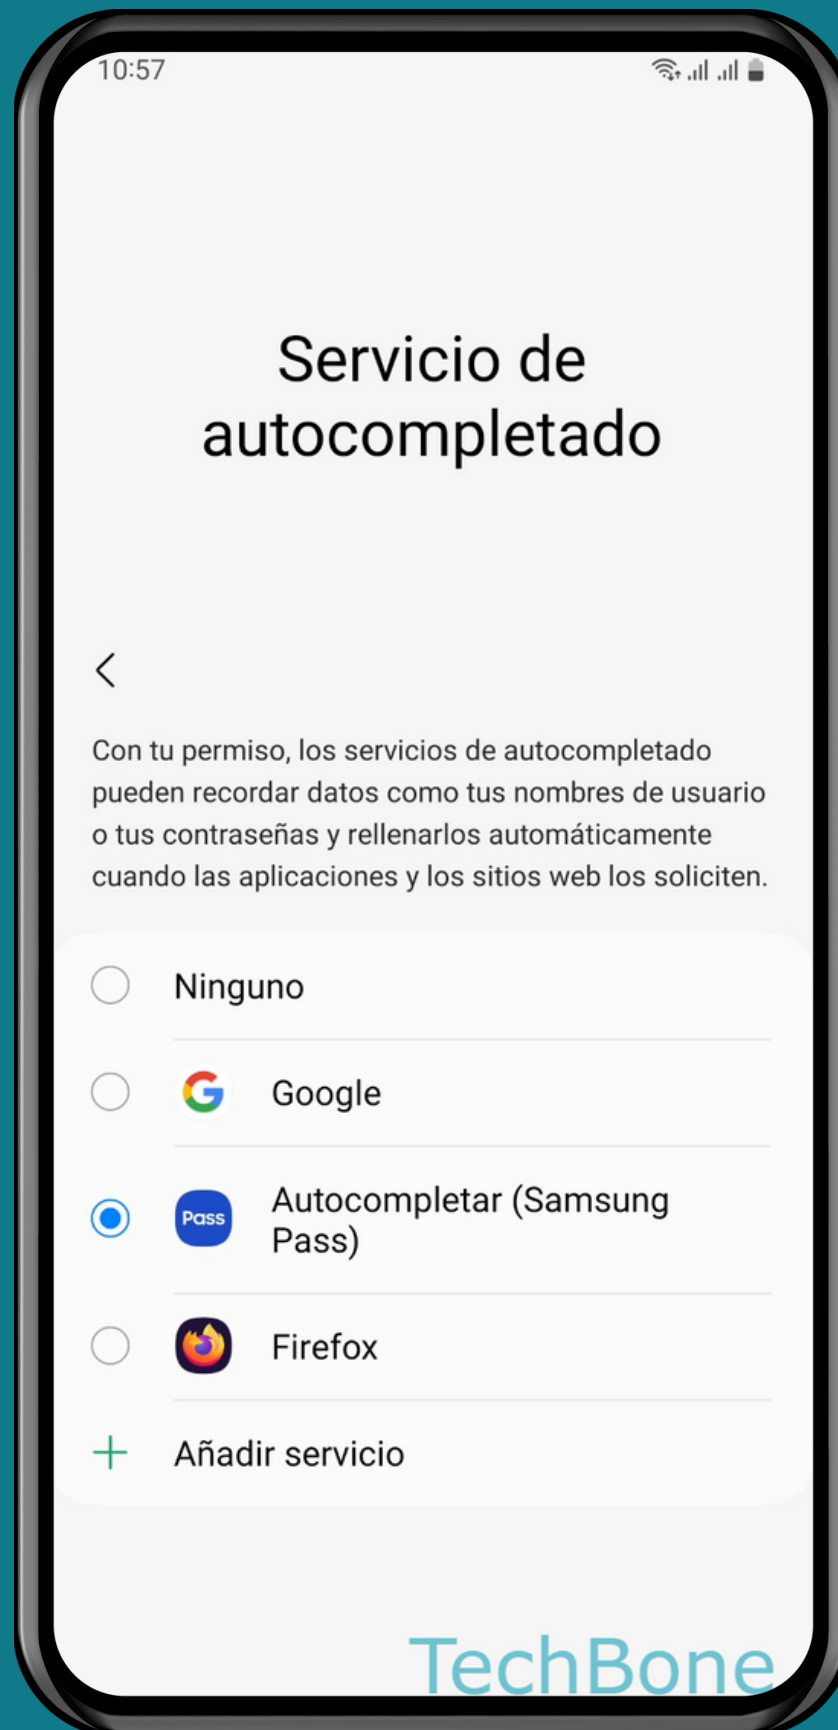 10:57
Servicio de
autocompletado
Con tu permiso, los servicios de autocompletado
pueden recordar datos como tus nombres de usuario
o tus contraseñas y rellenarlos automáticamente
cuando las aplicaciones y los sitios web los soliciten.
Ninguno
Google
Pass
Autocompletar (Samsung
Pass)
Firefox
Añadir servicio
TechBone